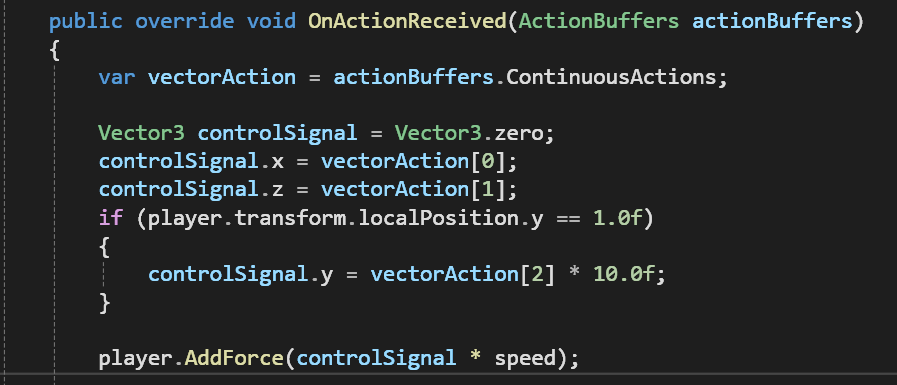 public override void OnActionReceived(ActionBuffers actionBuffers)
{
var vectorAction = actionBuffers.ContinuousActions;
Vector3 controlSignal = Vector3.zero;
controlSignal.x = vectorAction[0];
controlSignal.z = vectorAction[1];
if (player.transform.localPosition.y == 1.0f)
{
controlSignal.y = vectorAction[2] * 10.0f;
}
player.AddForce(controlSignal * speed);